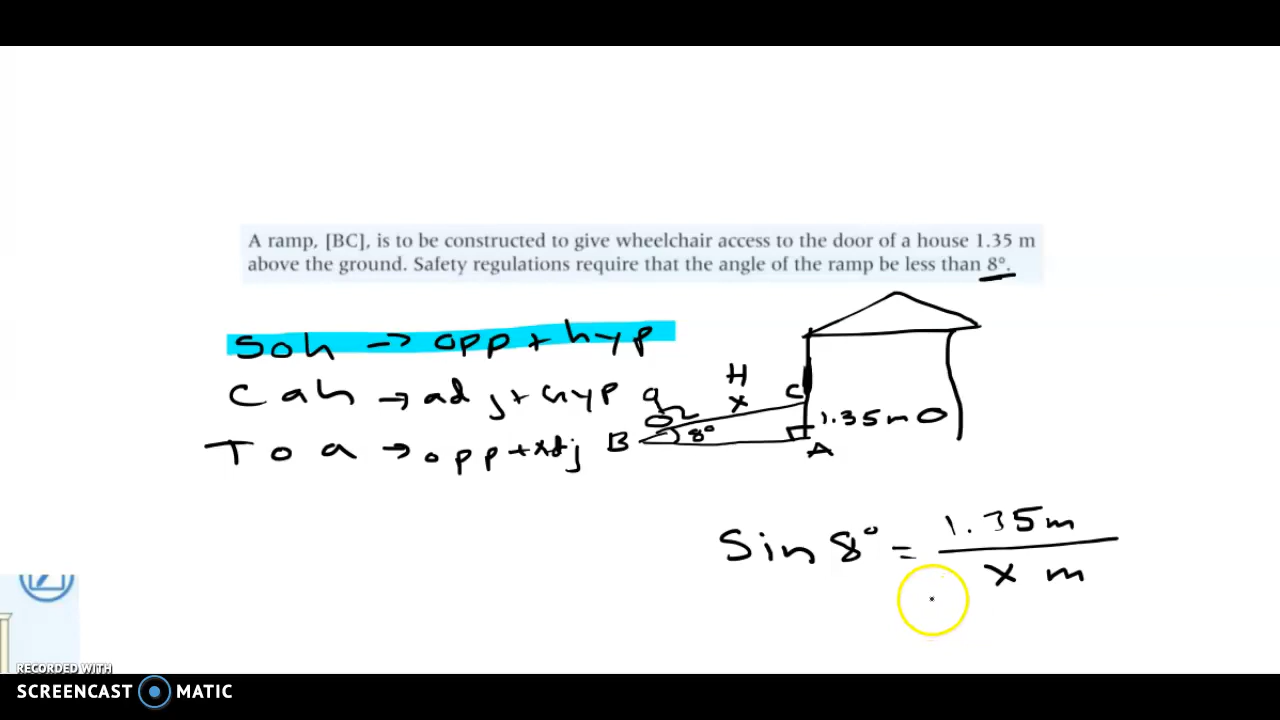 A ramp, [BC], is to be constructed to give wheelchair access to the door of a house 1.35 m
above the ground. Safety regulations require that the angle of the ramp be less than 8°.
Soh → opp + hyp
Cah → adj + hyp
Toa → opp + adj
H
x
C
8°
B
1.35m O
A
Sin 8° = 1.35m
x m
RECORDED WITH
SCREENCAST MATIC